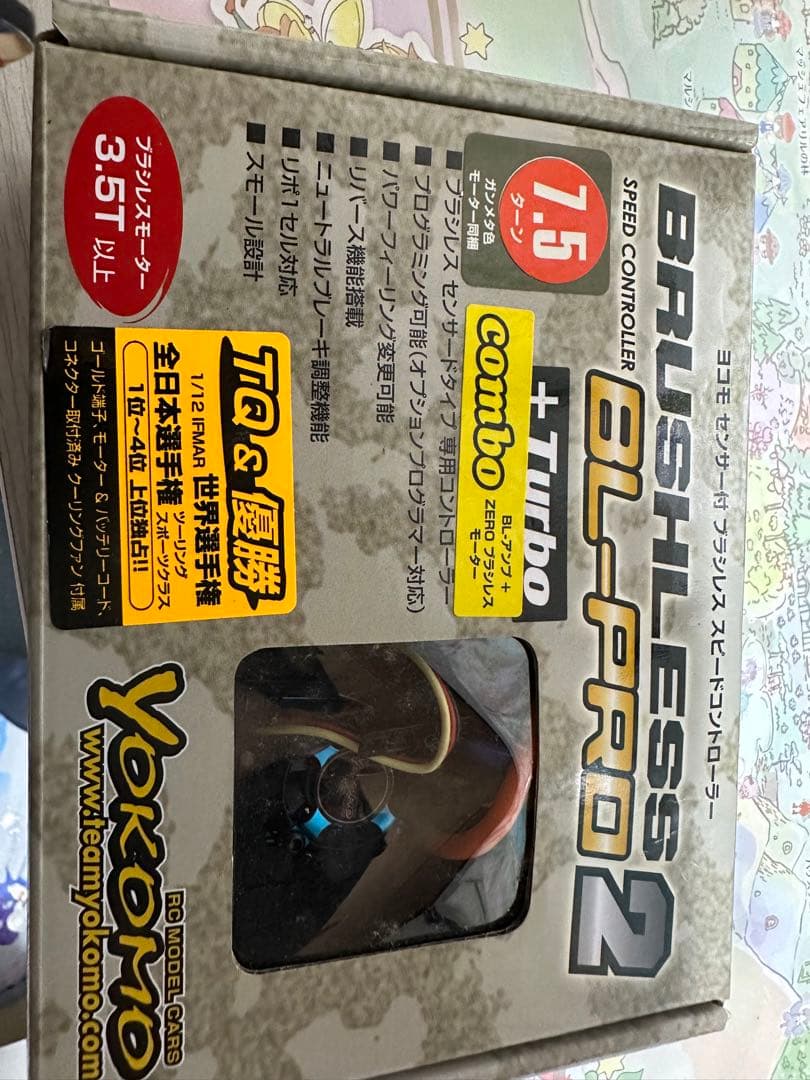 ヨコモ センサー付 ブラシレス スピードコントローラー
BRUSHLESS
SPEED CONTROLLER
BL-PRO2
+Turbo
7.5
ターン
ガンメタ色
モーター同梱
combo
BL-アンプ +
ZERO ブラシレス
モーター
■ブラシレス センサードタイプ 専用コントローラー
■プログラミング可能(オプションプログラマー対応)
■パワーフィーリング変更可能
■リバース機能搭載
■ニュートラルブレーキ調整機能
■リポ1セル対応
■スモール設計
ブラシレスモーター
3.5T 以上
TQ & 優勝
1/12 IFMAR 世界選手権
全日本選手権 ツーリング
スポーツクラス
1位~4位 上位独占!!
ゴールド端子、モーター & バッテリーコード、
コネクター取付済み クーリングファン 付属
YOKOMO
RC MODEL CARS
www.teamyokomo.com